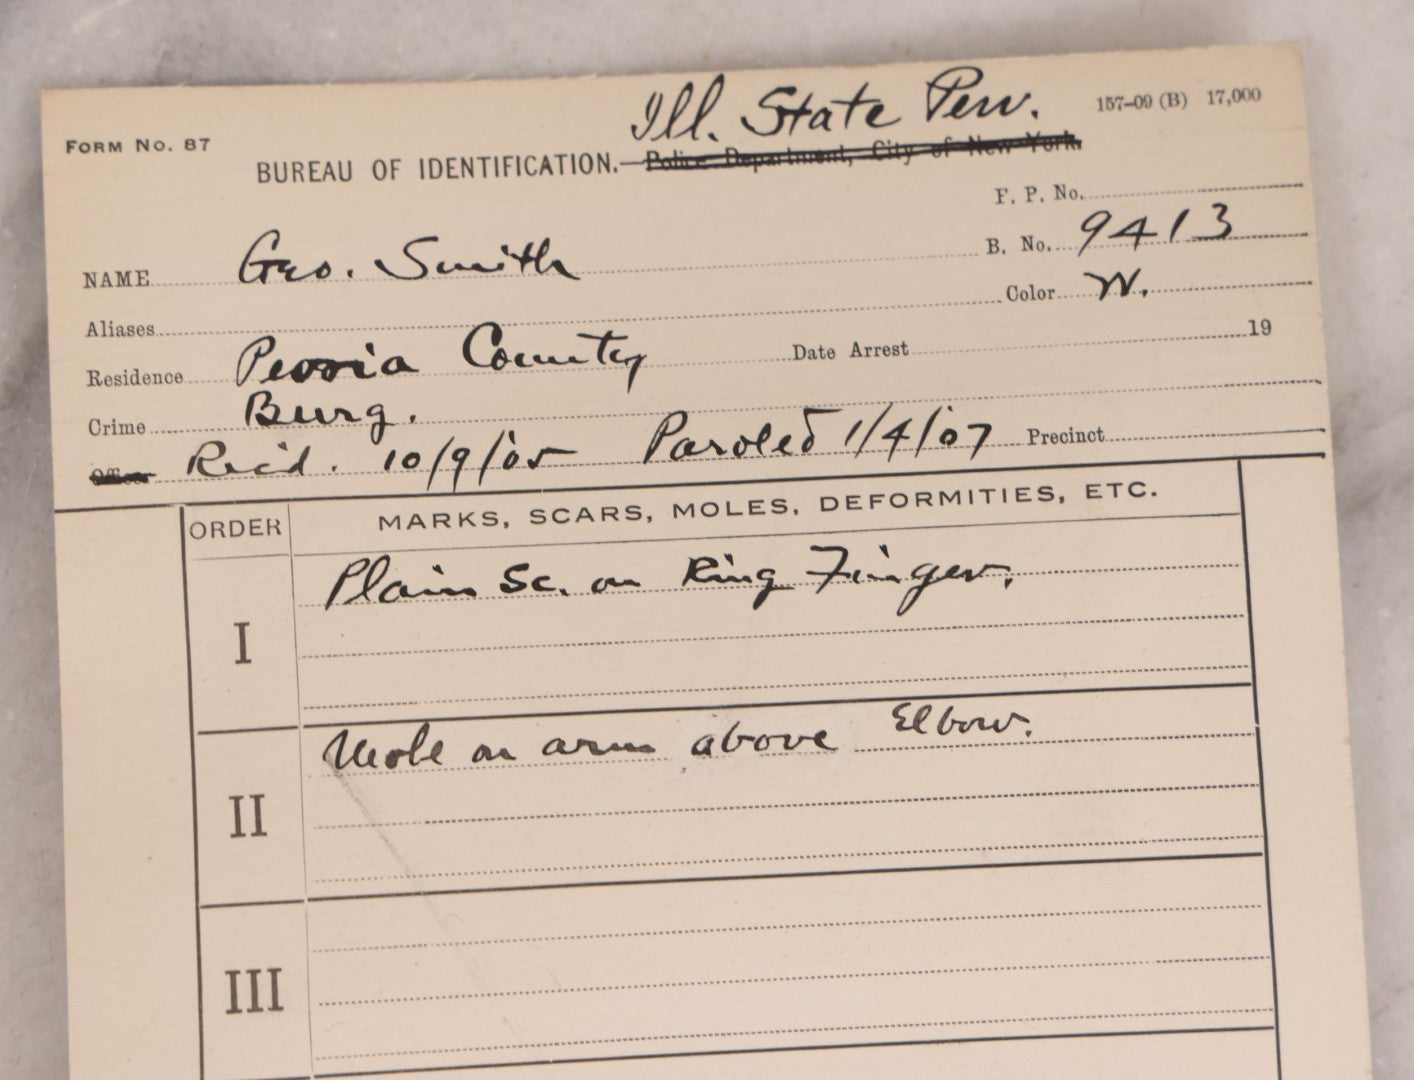 Ill. State Pen.
157-09 (B) 17,000
FORM NO. 87
BUREAU OF IDENTIFICATION.—Police Department, City of New York.
F. P. No.
NAME Geo. Smith B. No. 9413
Aliases Color W.
Residence Peoria County Date Arrest 19
Crime Burg.
Officer Rec'd. 10/9/05 Paroled 1/4/07 Precinct
ORDER MARKS, SCARS, MOLES, DEFORMITIES, ETC.
Plain Sc. on Ring Finger.
I
Mole on arm above Elbow.
II
III